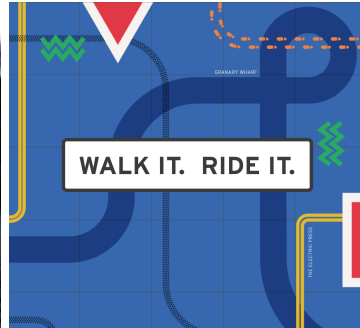 GRANARY WHARF
WALK IT. RIDE IT.
THE ELECTRIC PRESS